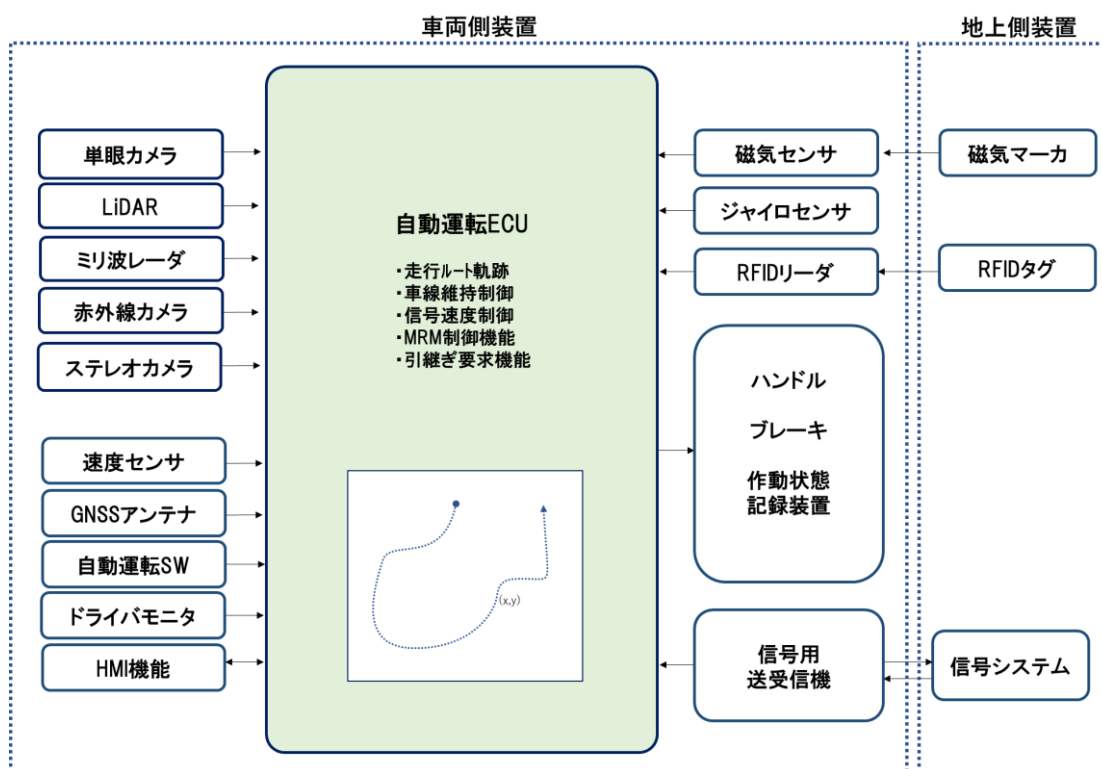 車両側装置
地上側装置
単眼カメラ
LiDAR
ミリ波レーダ
赤外線カメラ
ステレオカメラ
速度センサ
GNSSアンテナ
自動運転SW
ドライバモニタ
HMI機能
自動運転ECU
・走行ルート軌跡
・車線維持制御
・信号速度制御
・MRM制御機能
・引継ぎ要求機能
(x,y)
磁気センサ
ジャイロセンサ
RFIDリーダ
ハンドル
ブレーキ
作動状態
記録装置
信号用
送受信機
磁気マーカ
RFIDタグ
信号システム